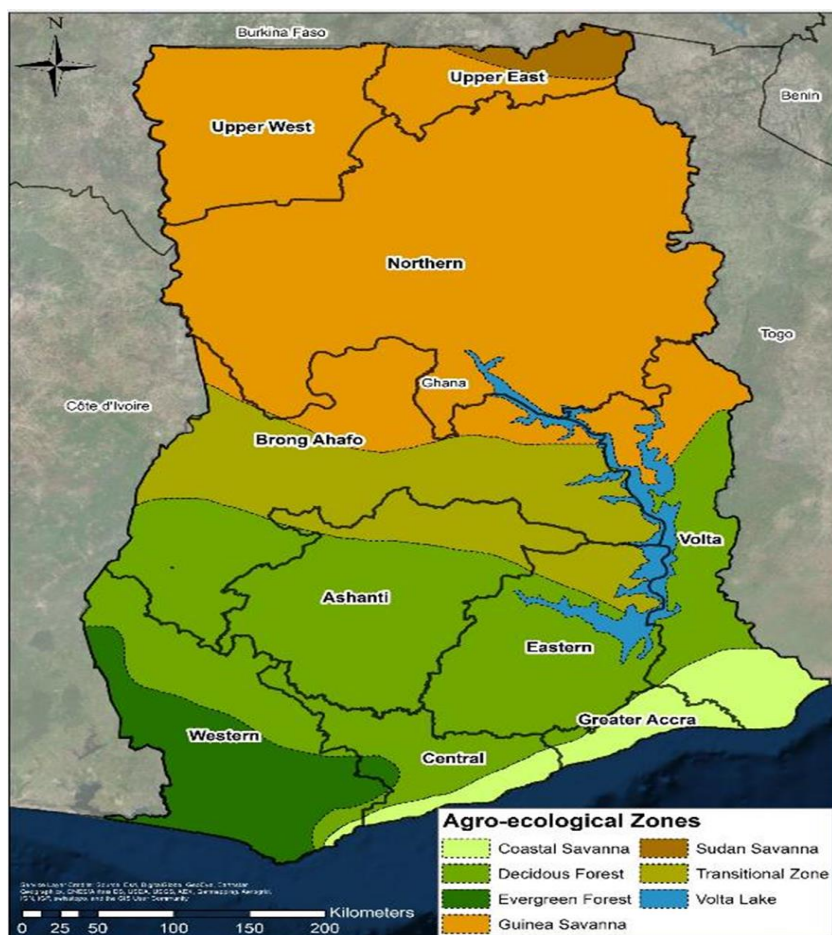 N
Burkina Faso
Upper East
Benin
Upper West
Northern
Togo
Ghana
Côte d'Ivoire
Brong Ahafo
Volta
Ashanti
Eastern
Greater Accra
Western
Central
Agro-ecological Zones
Coastal Savanna
Decidous Forest
Evergreen Forest
Guinea Savanna
Sudan Savanna
Transitional Zone
Volta Lake
Kilometers
0 25 50 100 150 200